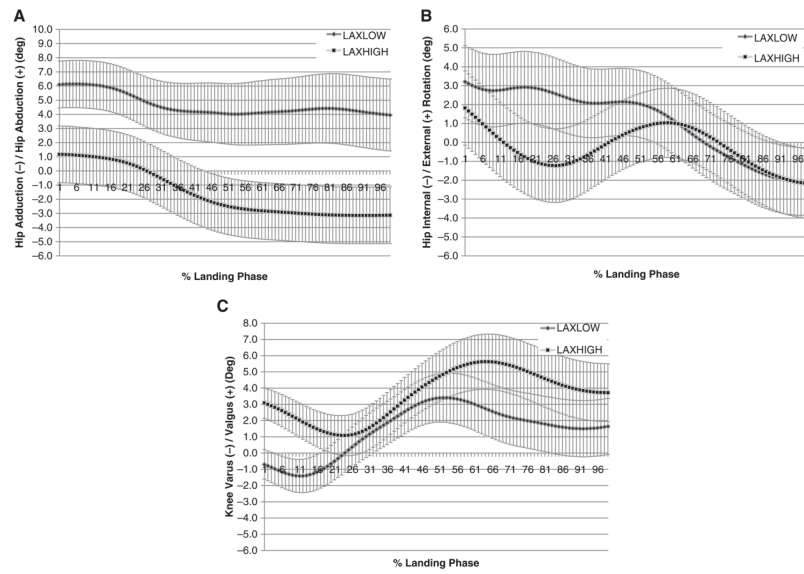 A
Hip Adduction (–) / Hip Abduction (+) (deg)
10.0
9.0
8.0
7.0
6.0
5.0
4.0
3.0
2.0
1.0
0.0
–1.0
–2.0
–3.0
–4.0
–5.0
–6.0
1 6 11 16 21 26 31 36 41 46 51 56 61 66 71 76 81 86 91 96
% Landing Phase
LAXLOW
LAXHIGH
B
Hip Internal (–) / External (+) Rotation (deg)
6.0
5.0
4.0
3.0
2.0
1.0
0.0
–1.0
–2.0
–3.0
–4.0
–5.0
–6.0
1 6 11 16 21 26 31 36 41 46 51 56 61 66 71 76 81 86 91 96
% Landing Phase
LAXLOW
LAXHIGH
C
Knee Varus (–) / Valgus (+) (Deg)
8.0
7.0
6.0
5.0
4.0
3.0
2.0
1.0
0.0
–1.0
–2.0
–3.0
–4.0
–5.0
–6.0
1 6 11 16 21 26 31 36 41 46 51 56 61 66 71 76 81 86 91 96
% Landing Phase
LAXLOW
LAXHIGH